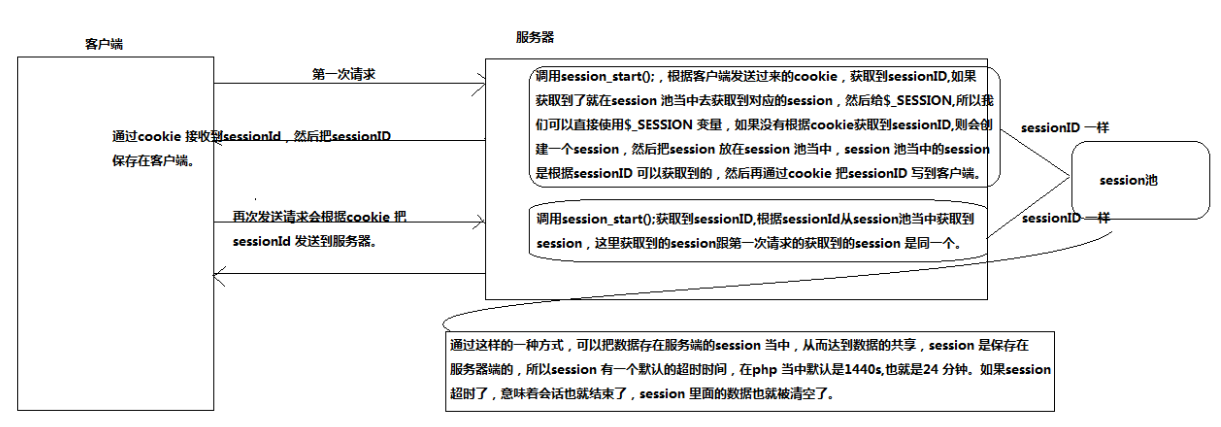 客户端
服务器
第一次请求
调用session_start();，根据客户端发送过来的cookie，获取到sessionID,如果
获取到了就在session 池当中去获取到对应的session，然后给$_SESSION,所以我
们可以直接使用$_SESSION 变量，如果没有根据cookie获取到sessionID,则会创
建一个session，然后把session 放在session 池当中，session 池当中的session
是根据sessionID 可以获取到的，然后再通过cookie 把sessionID 写到客户端。
通过cookie 接收到sessionId，然后把sessionID
保存在客户端。
sessionID 一样
session池
再次发送请求会根据cookie 把
sessionId 发送到服务器。
调用session_start();获取到sessionID,根据sessionId从session池当中获取到
session，这里获取到的session跟第一次请求的获取到的session 是同一个。
sessionID 一样
通过这样的一种方式，可以把数据存在服务端的session 当中，从而达到数据的共享，session 是保存在
服务器端的，所以session 有一个默认的超时时间，在php 当中默认是1440s,也就是24 分钟。如果session
超时了，意味着会话也就结束了，session 里面的数据也就被清空了。